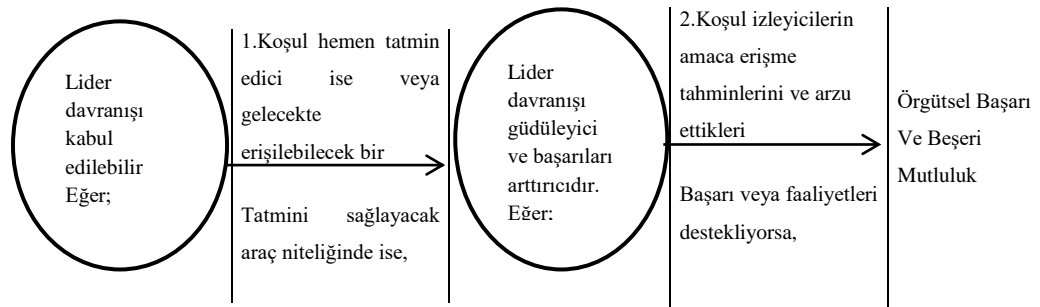 Lider
davranışı
kabul
edilebilir
Eğer;
1.Koşul hemen tatmin
edici ise veya
gelecekte
erişilebilecek bir
Tatmini sağlayacak
araç niteliğinde ise,
Lider
davranışı
güdüleyici
ve başarıları
arttırıcıdır.
Eğer;
2.Koşul izleyicilerin
amaca erişme
tahminlerini ve arzu
ettikleri
Başarı veya faaliyetleri
destekliyorsa,
Örgütsel Başarı
Ve Beşeri
Mutluluk